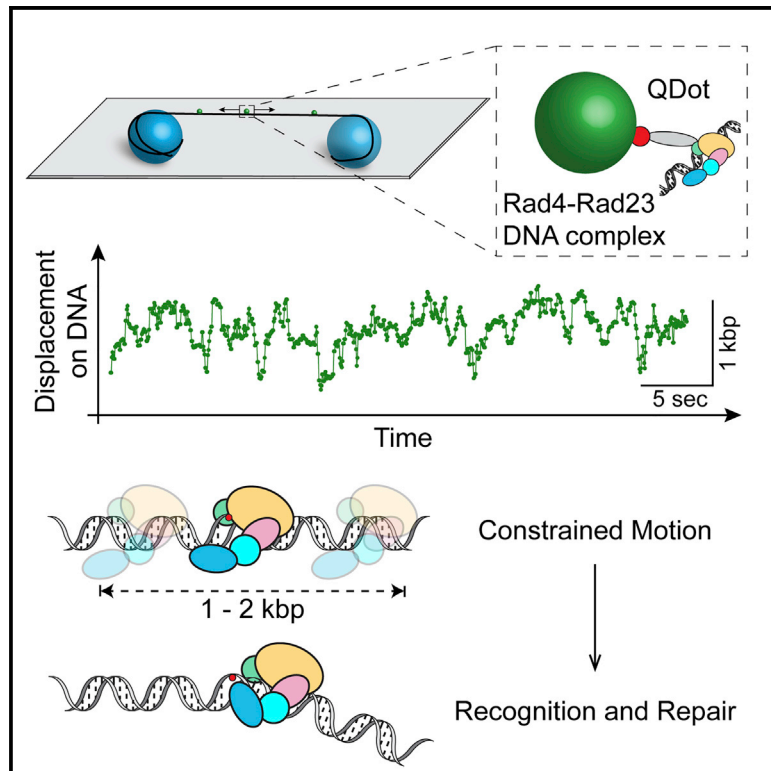 QDot
Rad4-Rad23
DNA complex
Displacement
on DNA
1 kbp
5 sec
Time
Constrained Motion
1 - 2 kbp
Recognition and Repair